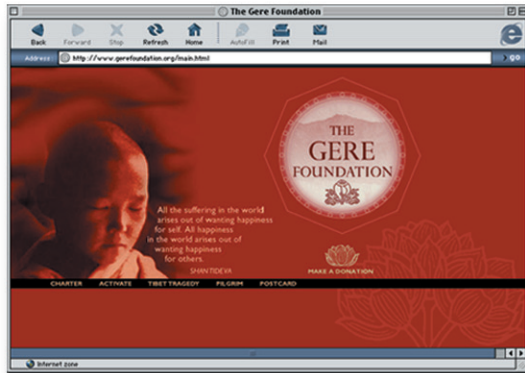 The Gere Foundation
Back
Forward
Stop
Refresh
Home
AutoFill
Print
Mail
Address:
http://www.gerefoundation.org/main.html
go
THE
GERE
FOUNDATION
All the suffering in the world
arises out of wanting happiness
for self. All happiness
in the world arises out of
wanting happiness
for others.
SHANTIDEVA
MAKE A DONATION
CHARTER
ACTIVATE
TIBET TRAGEDY
PILGRIM
POSTCARD
Internet zone